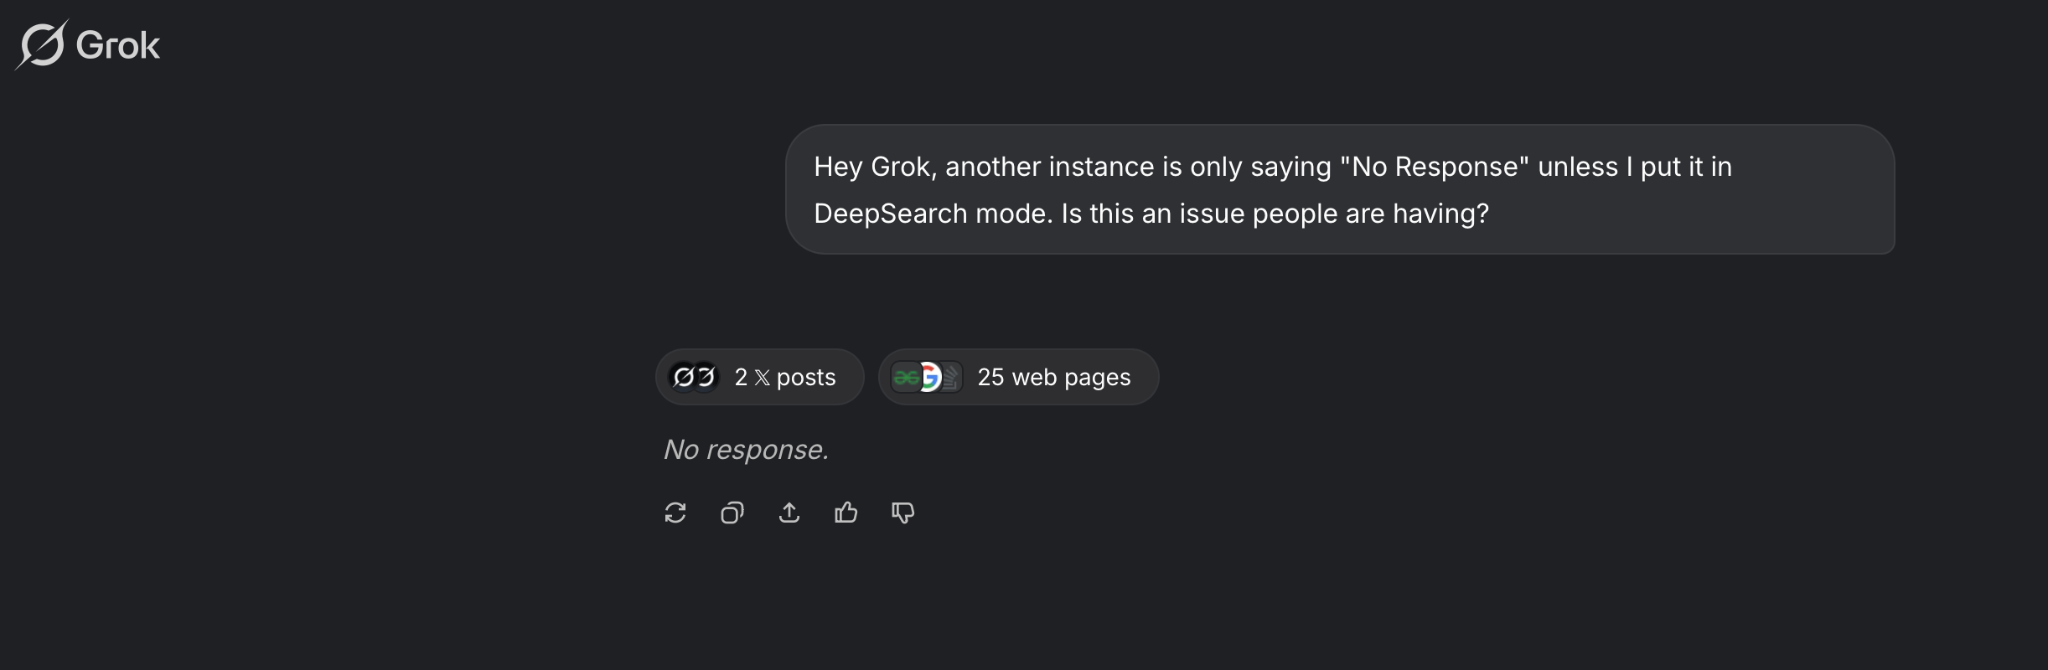 Grok
Hey Grok, another instance is only saying "No Response" unless I put it in
DeepSearch mode. Is this an issue people are having?
2 𝕏 posts
25 web pages
No response.